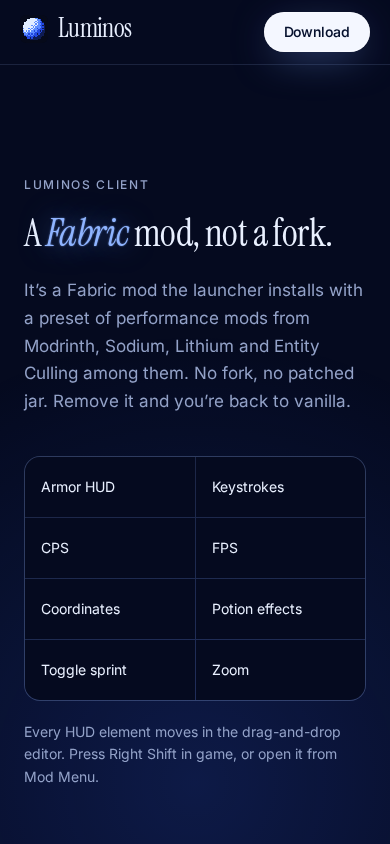 Luminos
Download
LUMINOS CLIENT
A Fabric mod, not a fork.
It’s a Fabric mod the launcher installs with
a preset of performance mods from
Modrinth, Sodium, Lithium and Entity
Culling among them. No fork, no patched
jar. Remove it and you’re back to vanilla.
Armor HUD
Keystrokes
CPS
FPS
Coordinates
Potion effects
Toggle sprint
Zoom
Every HUD element moves in the drag-and-drop
editor. Press Right Shift in game, or open it from
Mod Menu.